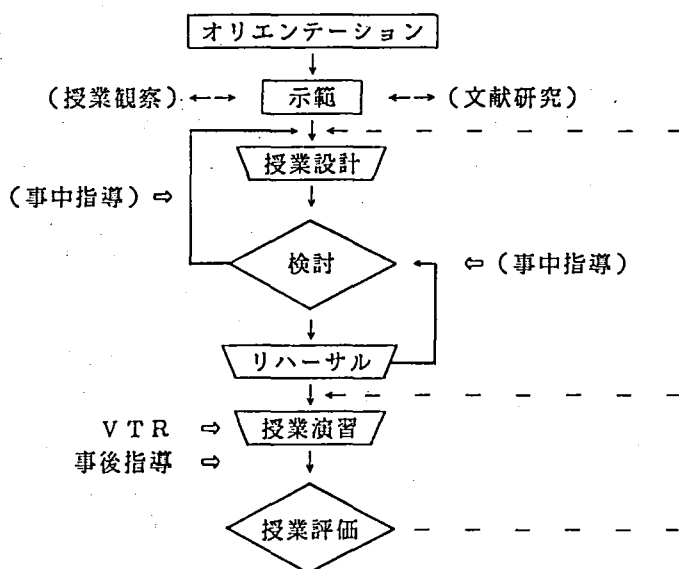 オリエンテーション
(授業観察) ←→ 示範 ←→ (文献研究)
授業設計
(事中指導) ⇨
検討 ⇦ (事中指導)
リハーサル
VTR ⇨ 授業演習
事後指導 ⇨
授業評価